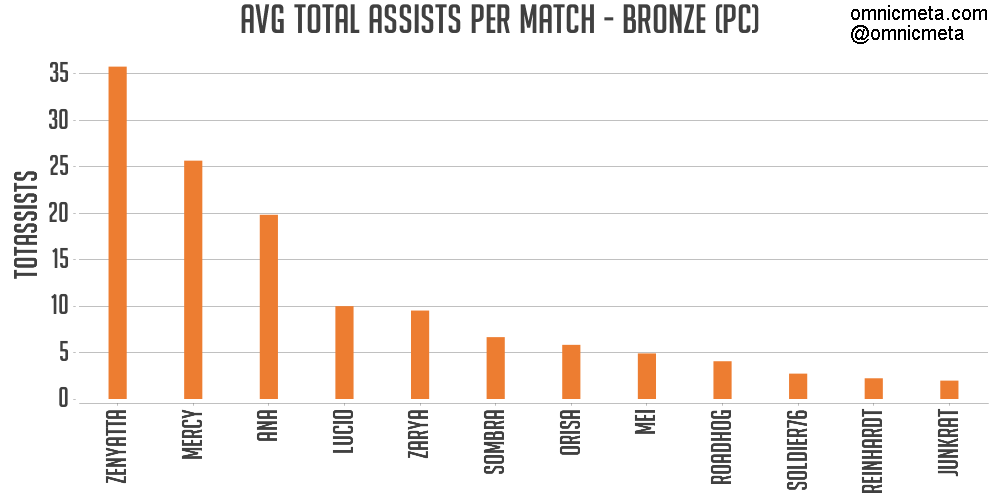 AVG TOTAL ASSISTS PER MATCH - BRONZE (PC)
omnicmeta.com
@omnicmeta
TOTASSISTS
35
30
25
20
15
10
5
0
ZENYATTA
MERCY
ANA
LUCIO
ZARYA
SOMBRA
ORISA
MEI
ROADHOG
SOLDIER76
REINHARDT
JUNKRAT